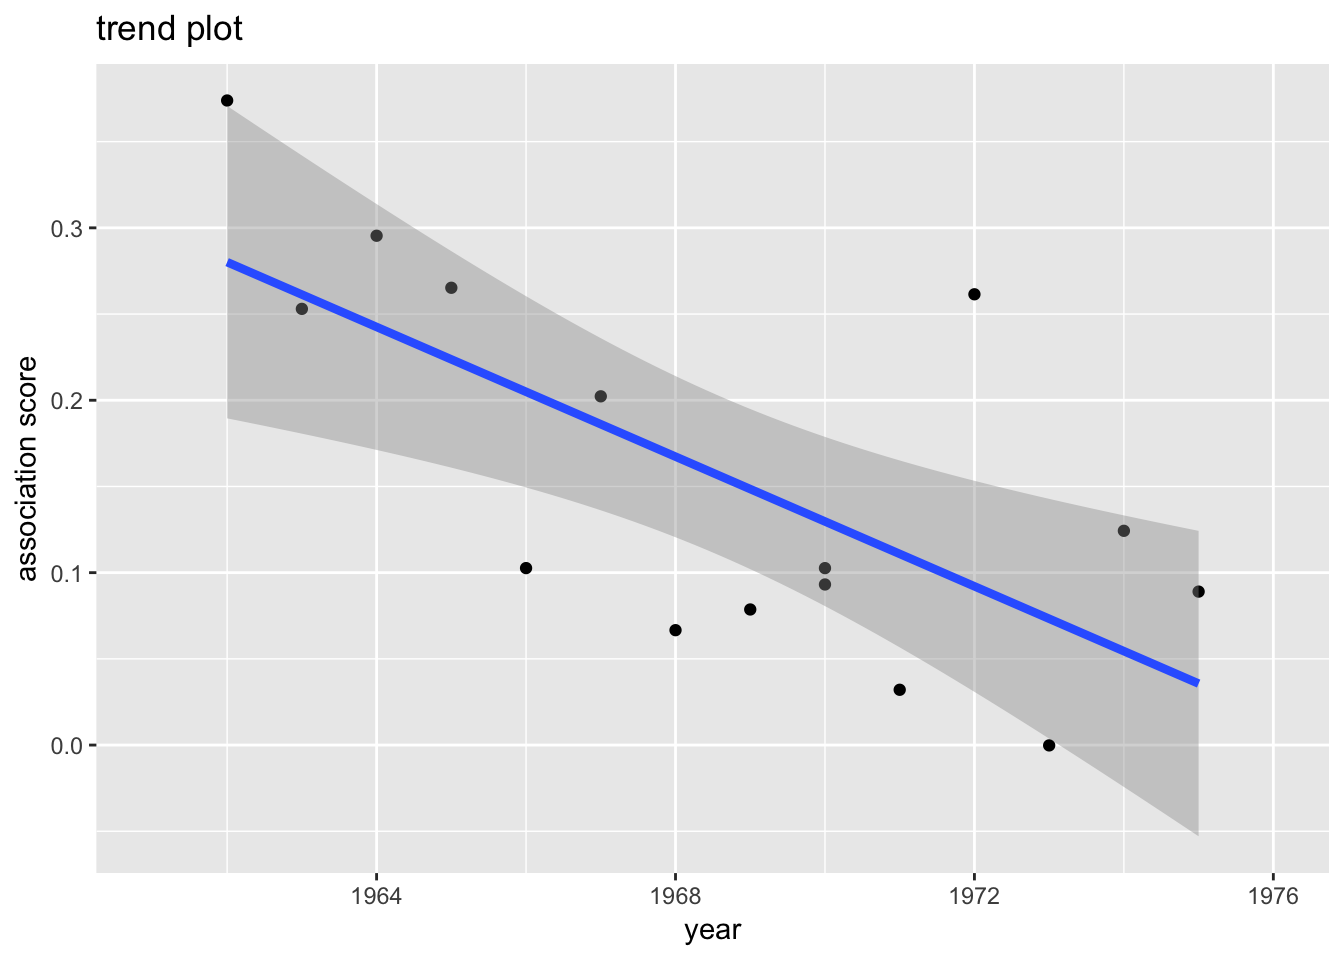 trend plot
association score
0.3
0.2
0.1
0.0
1964 1968 1972 1976
year